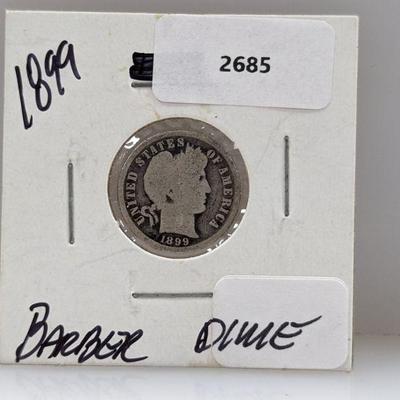 1899
2685
UNITED STATES OF AMERICA
1899
BARBER DIME